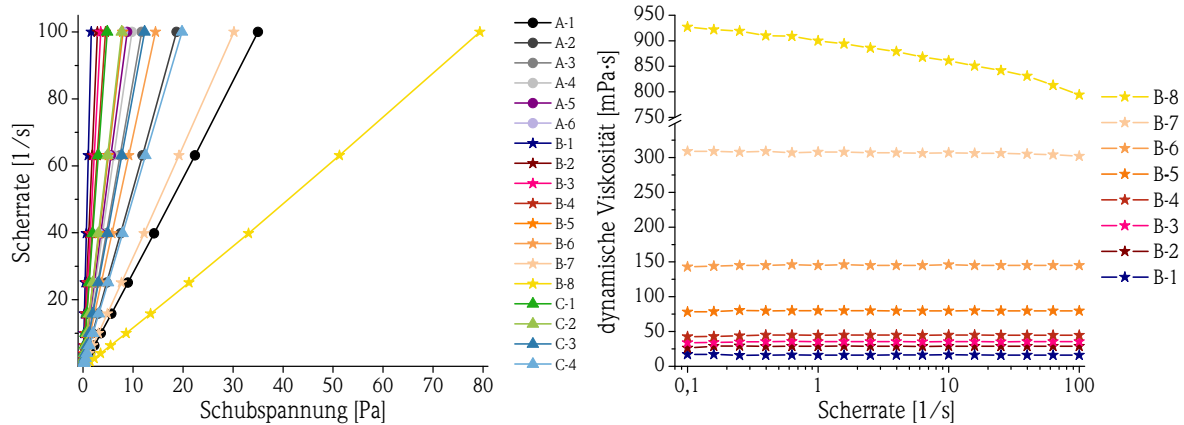 Scherrate [1/s]
100
80
60
40
20
0
10
20
30
40
50
60
70
80
Schubspannung [Pa]
A-1
A-2
A-3
A-4
A-5
A-6
B-1
B-2
B-3
B-4
B-5
B-6
B-7
B-8
C-1
C-2
C-3
C-4
dynamische Viskosität [mPa·s]
950
900
850
800
750
300
250
200
150
100
50
0
0,1
1
10
100
Scherrate [1/s]
B-8
B-7
B-6
B-5
B-4
B-3
B-2
B-1